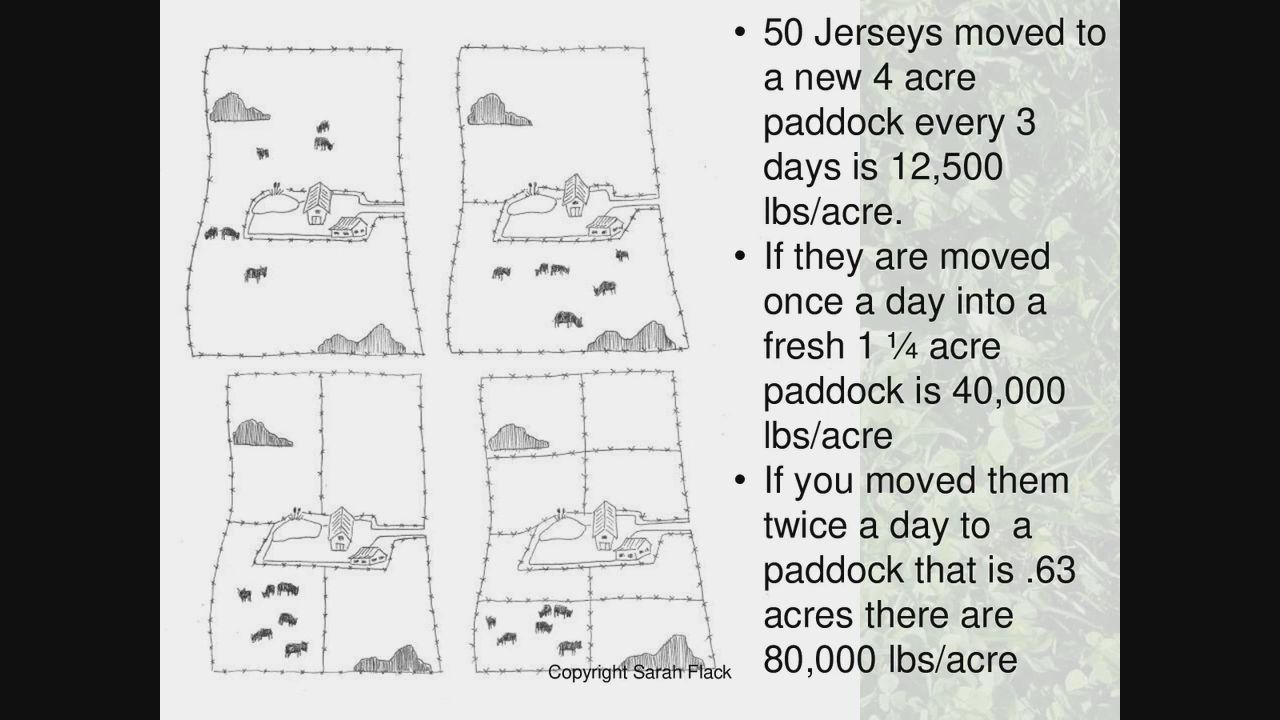 • 50 Jerseys moved to
a new 4 acre
paddock every 3
days is 12,500
lbs/acre.
• If they are moved
once a day into a
fresh 1 ¼ acre
paddock is 40,000
lbs/acre
• If you moved them
twice a day to  a
paddock that is .63
acres there are
80,000 lbs/acre
Copyright Sarah Flack